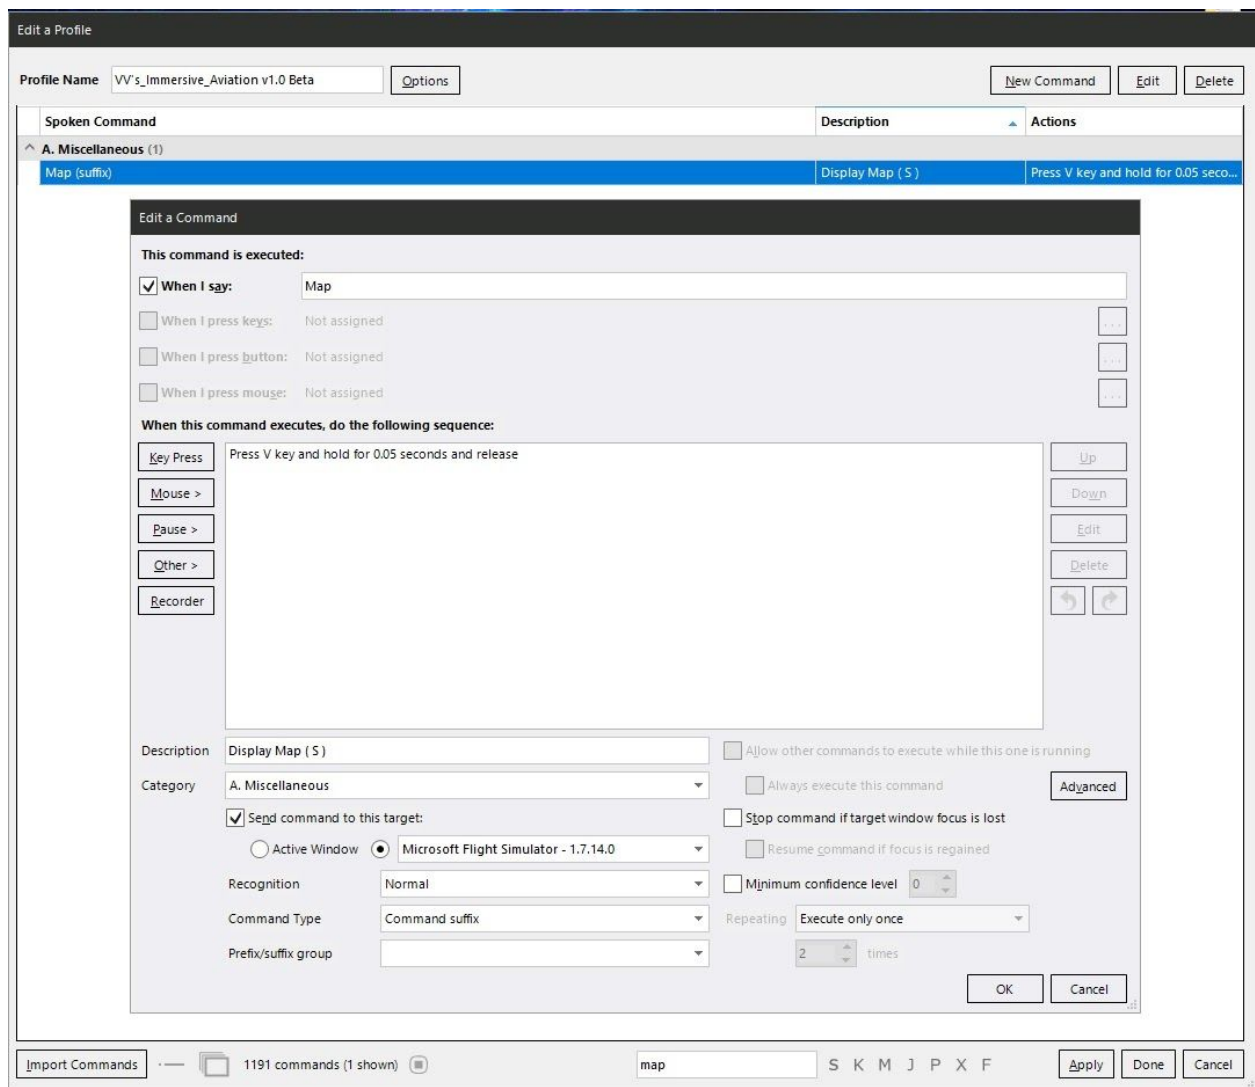 Edit a Profile
Profile Name VV's_Immersive_Aviation v1.0 Beta Options New Command Edit Delete
Spoken Command Description Actions
A. Miscellaneous (1)
Map (suffix) Display Map ( S ) Press V key and hold for 0.05 seco...
Edit a Command
This command is executed:
When I say: Map
When I press keys: Not assigned ...
When I press button: Not assigned ...
When I press mouse: Not assigned ...
When this command executes, do the following sequence:
Key Press Press V key and hold for 0.05 seconds and release Up
Mouse > Down
Pause > Edit
Other > Delete
Recorder
Description Display Map ( S ) Allow other commands to execute while this one is running
Category A. Miscellaneous Always execute this command Advanced
Send command to this target: Stop command if target window focus is lost
Active Window Microsoft Flight Simulator - 1.7.14.0 Resume command if focus is regained
Recognition Normal Minimum confidence level 0
Command Type Command suffix Repeating Execute only once
Prefix/suffix group 2 times
OK Cancel
Import Commands 1191 commands (1 shown) map S K M J P X F Apply Done Cancel